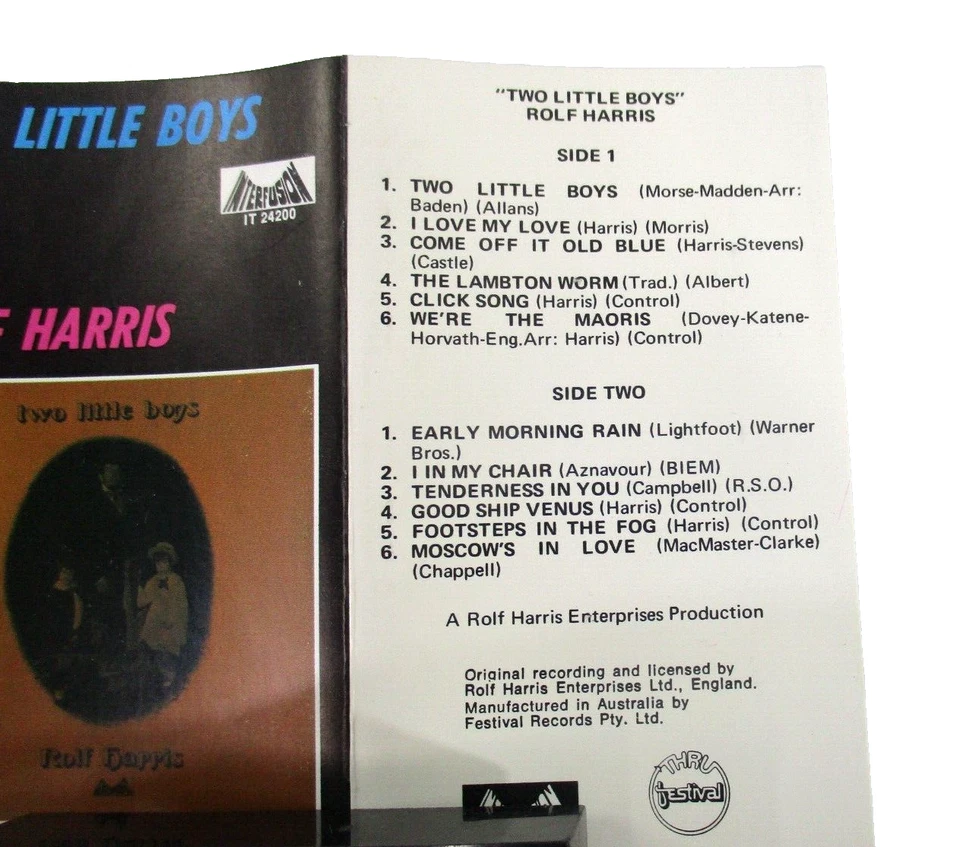 LITTLE BOYS
INTERFUSION
IT 24200
HARRIS
two little boys
Rolf Harris
"TWO LITTLE BOYS"
ROLF HARRIS
SIDE 1
1. TWO LITTLE BOYS (Morse-Madden-Arr:
Baden) (Allans)
2. I LOVE MY LOVE (Harris) (Morris)
3. COME OFF IT OLD BLUE (Harris-Stevens)
(Castle)
4. THE LAMBTON WORM (Trad.) (Albert)
5. CLICK SONG (Harris) (Control)
6. WE'RE THE MAORIS (Dovey-Katene-
Horvath-Eng.Arr: Harris) (Control)
SIDE TWO
1. EARLY MORNING RAIN (Lightfoot) (Warner
Bros.)
2. I IN MY CHAIR (Aznavour) (BIEM)
3. TENDERNESS IN YOU (Campbell) (R.S.O.)
4. GOOD SHIP VENUS (Harris) (Control)
5. FOOTSTEPS IN THE FOG (Harris) (Control)
6. MOSCOW'S IN LOVE (MacMaster-Clarke)
(Chappell)
A Rolf Harris Enterprises Production
Original recording and licensed by
Rolf Harris Enterprises Ltd., England.
Manufactured in Australia by
Festival Records Pty. Ltd.
THRU
festival